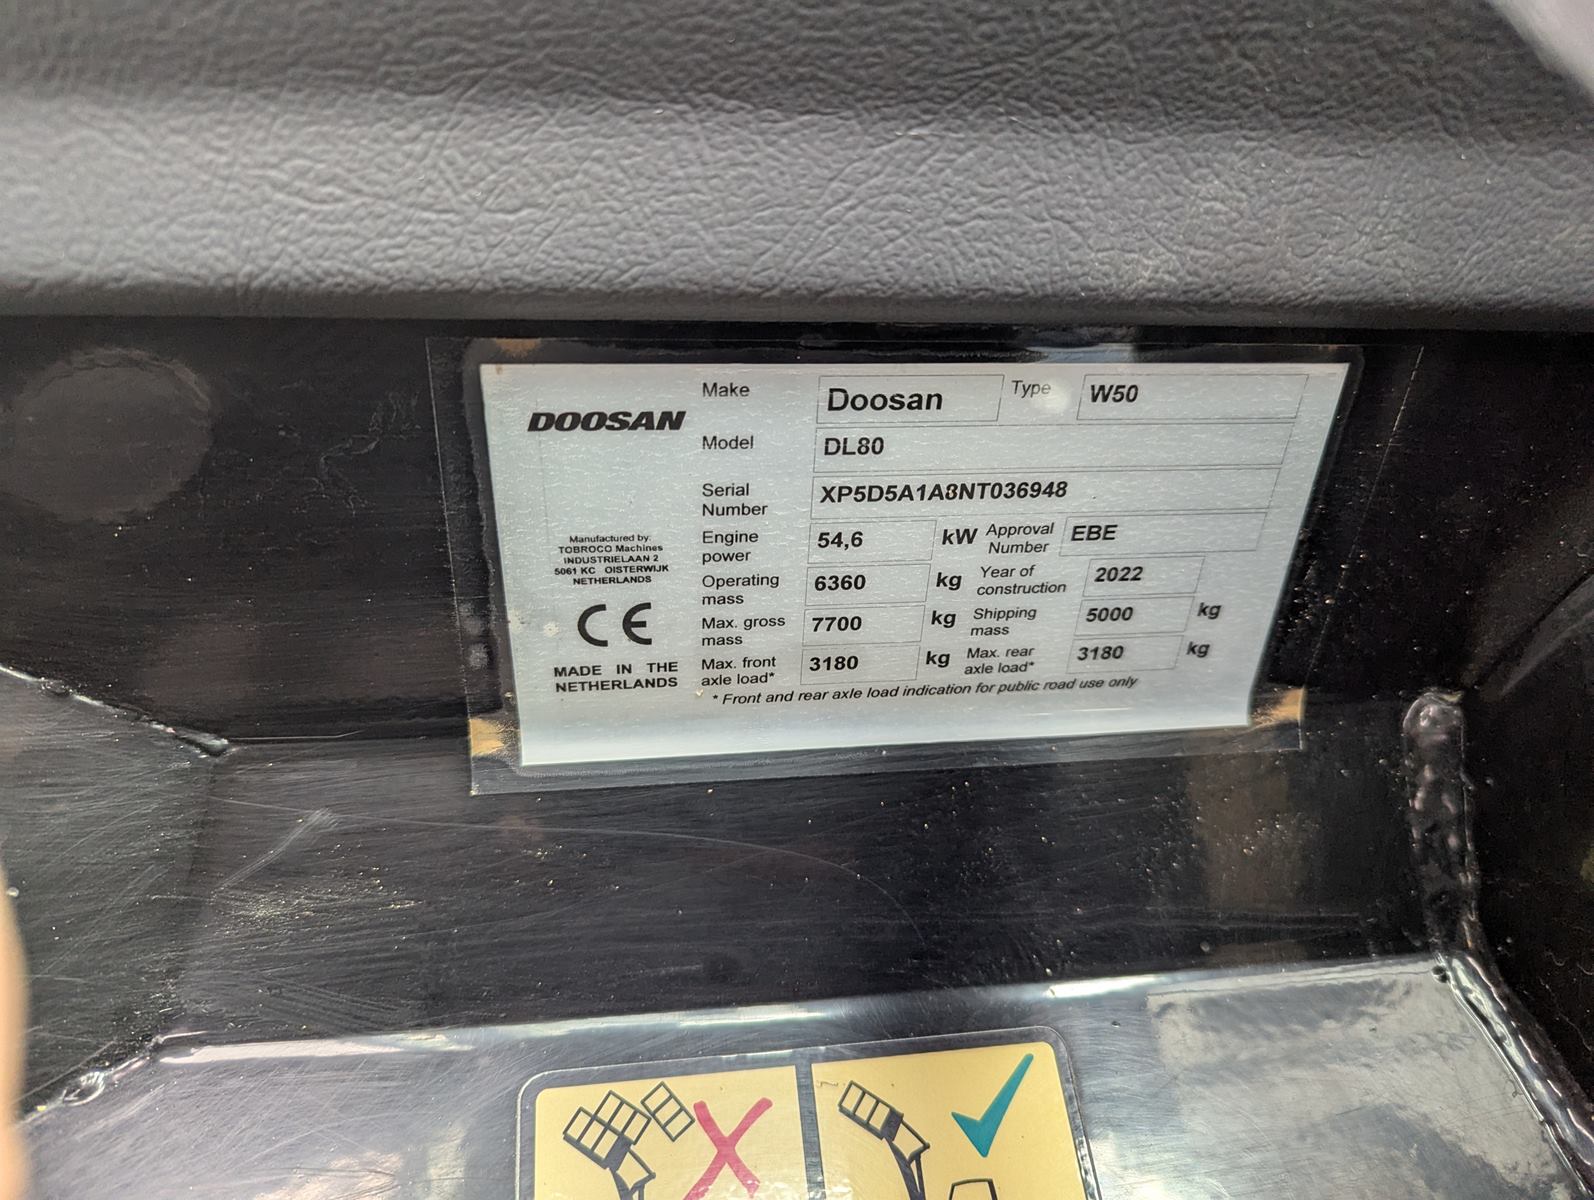 DOOSAN
Manufactured by:
TOBROCO Machines
INDUSTRIELAAN 2
5061 KC OISTERWIJK
NETHERLANDS
CE
MADE IN THE
NETHERLANDS
Make Doosan Type W50
Model DL80
Serial
Number XP5D5A1A8NT036948
Engine
power 54,6 kW Approval
Number EBE
Operating
mass 6360 kg Year of
construction 2022
Max. gross
mass 7700 kg Shipping
mass 5000 kg
Max. front
axle load* 3180 kg Max. rear
axle load* 3180 kg
* Front and rear axle load indication for public road use only